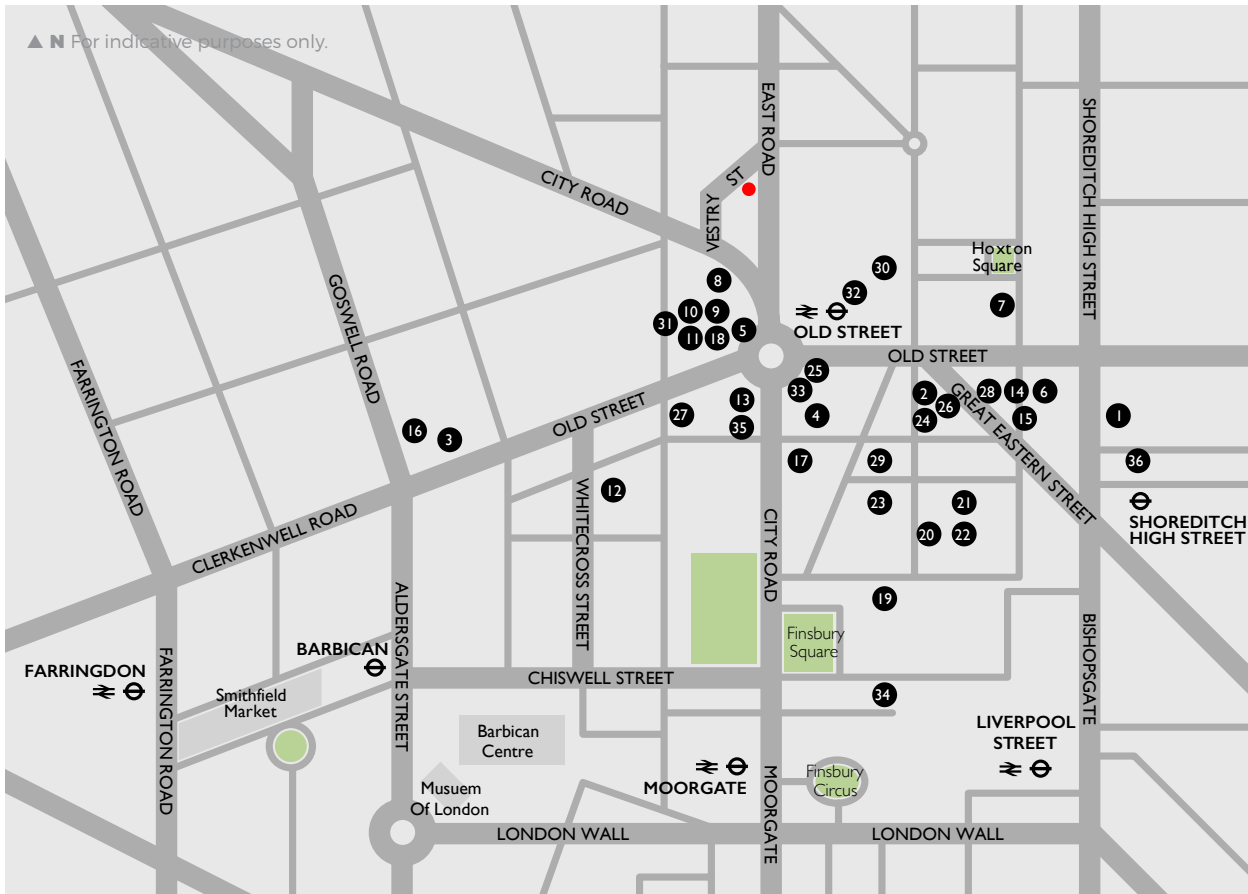 ▲ N For indicative purposes only.
EAST ROAD
SHOREDITCH HIGH STREET
CITY ROAD
VESTRY ST
Hoxton
Square
GOSWELL ROAD
8
30
32
7
10
9
31
5
11
18
OLD STREET
OLD STREET
FARRINGTON ROAD
25
33
4
13
35
27
OLD STREET
2
26
24
28
14
6
15
1
GREAT EASTERN STREET
16
3
36
17
29
12
WHITECROSS STREET
CLERKENWELL ROAD
CITY ROAD
23
21
20
22
SHOREDITCH
HIGH STREET
19
ALDERSGATE STREET
BARBICAN
FARRINGDON
FARRINGTON ROAD
Smithfield
Market
Finsbury
Square
BISHOPSGATE
CHISWELL STREET
34
Barbican
Centre
LIVERPOOL
STREET
MOORGATE
MOORGATE
Finsbury
Circus
Musuem
Of London
LONDON WALL
LONDON WALL